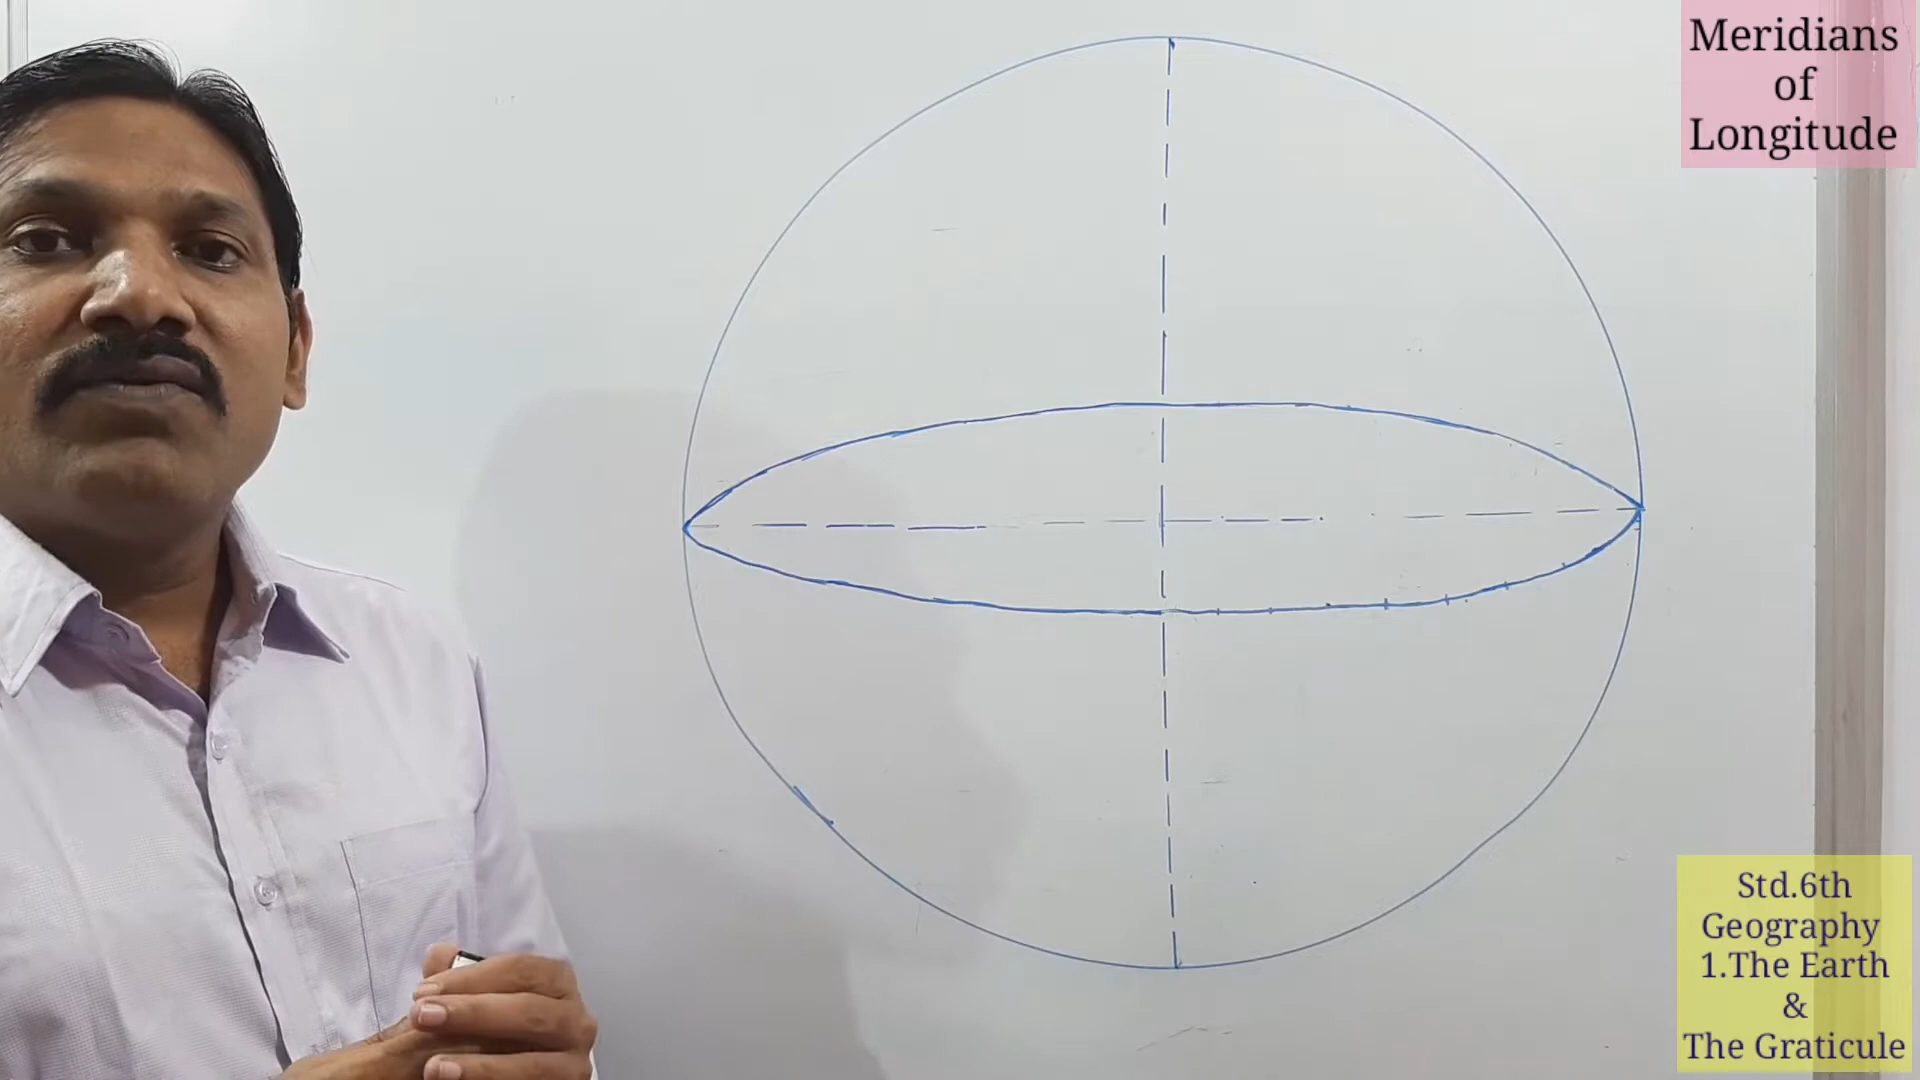 Meridians
of
Longitude
Std.6th
Geography
1.The Earth
&
The Graticule